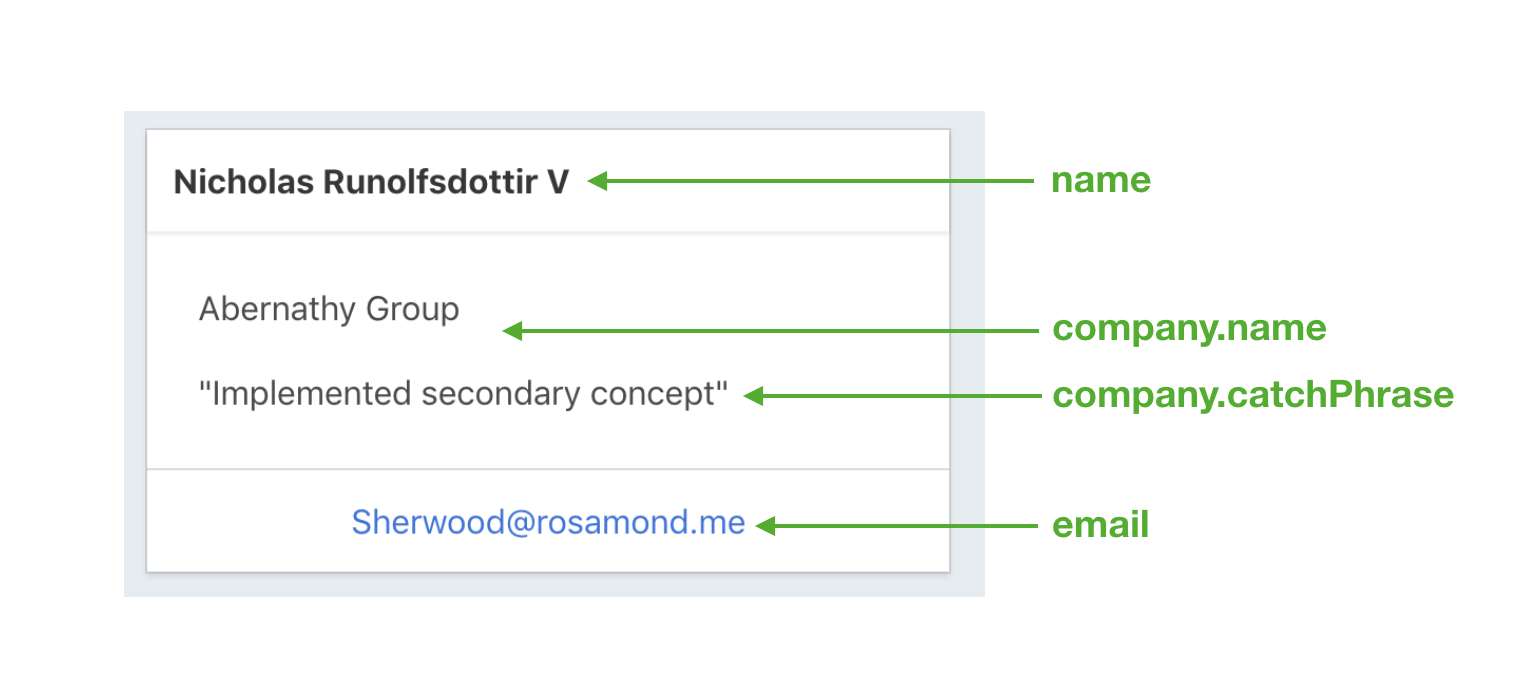 Nicholas Runolfsdottir V
name
Abernathy Group
company.name
"Implemented secondary concept"
company.catchPhrase
Sherwood@rosamond.me
email